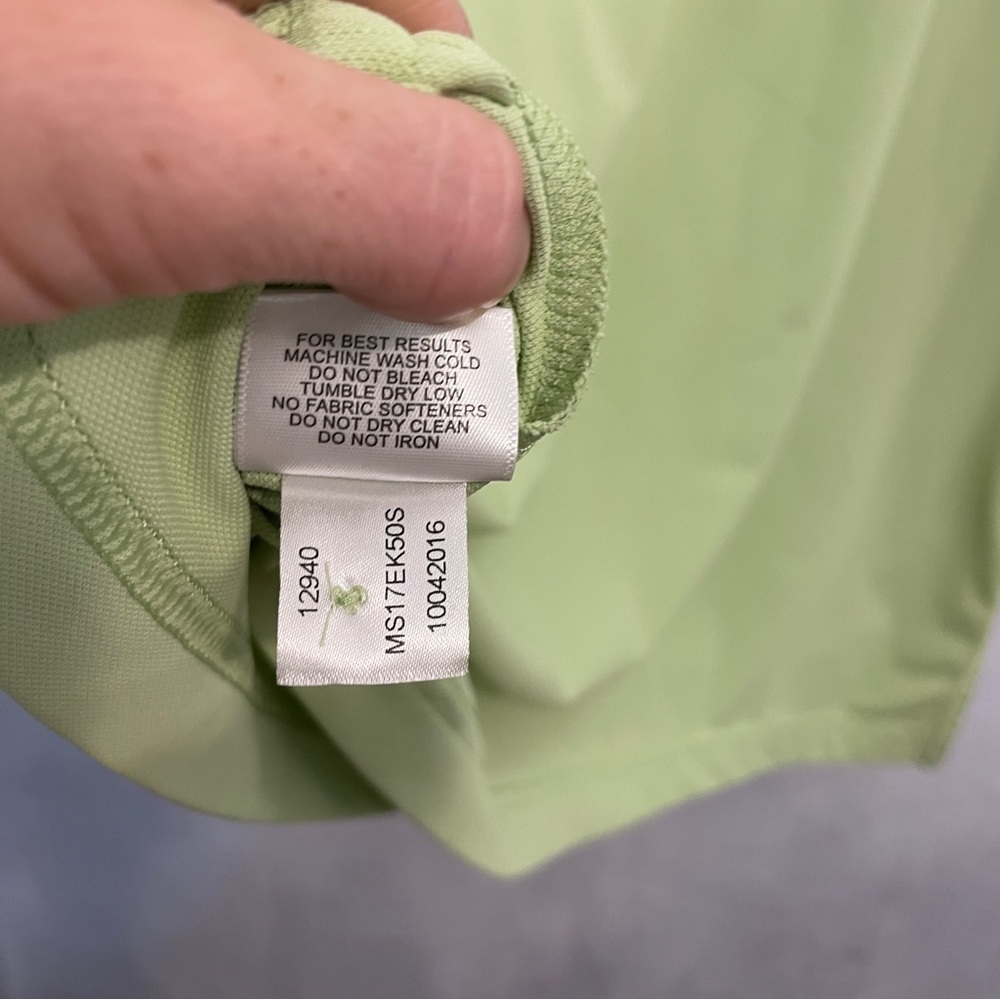 FOR BEST RESULTS
MACHINE WASH COLD
DO NOT BLEACH
TUMBLE DRY LOW
NO FABRIC SOFTENERS
DO NOT DRY CLEAN
DO NOT IRON
12940
MS17EK50S
10042016